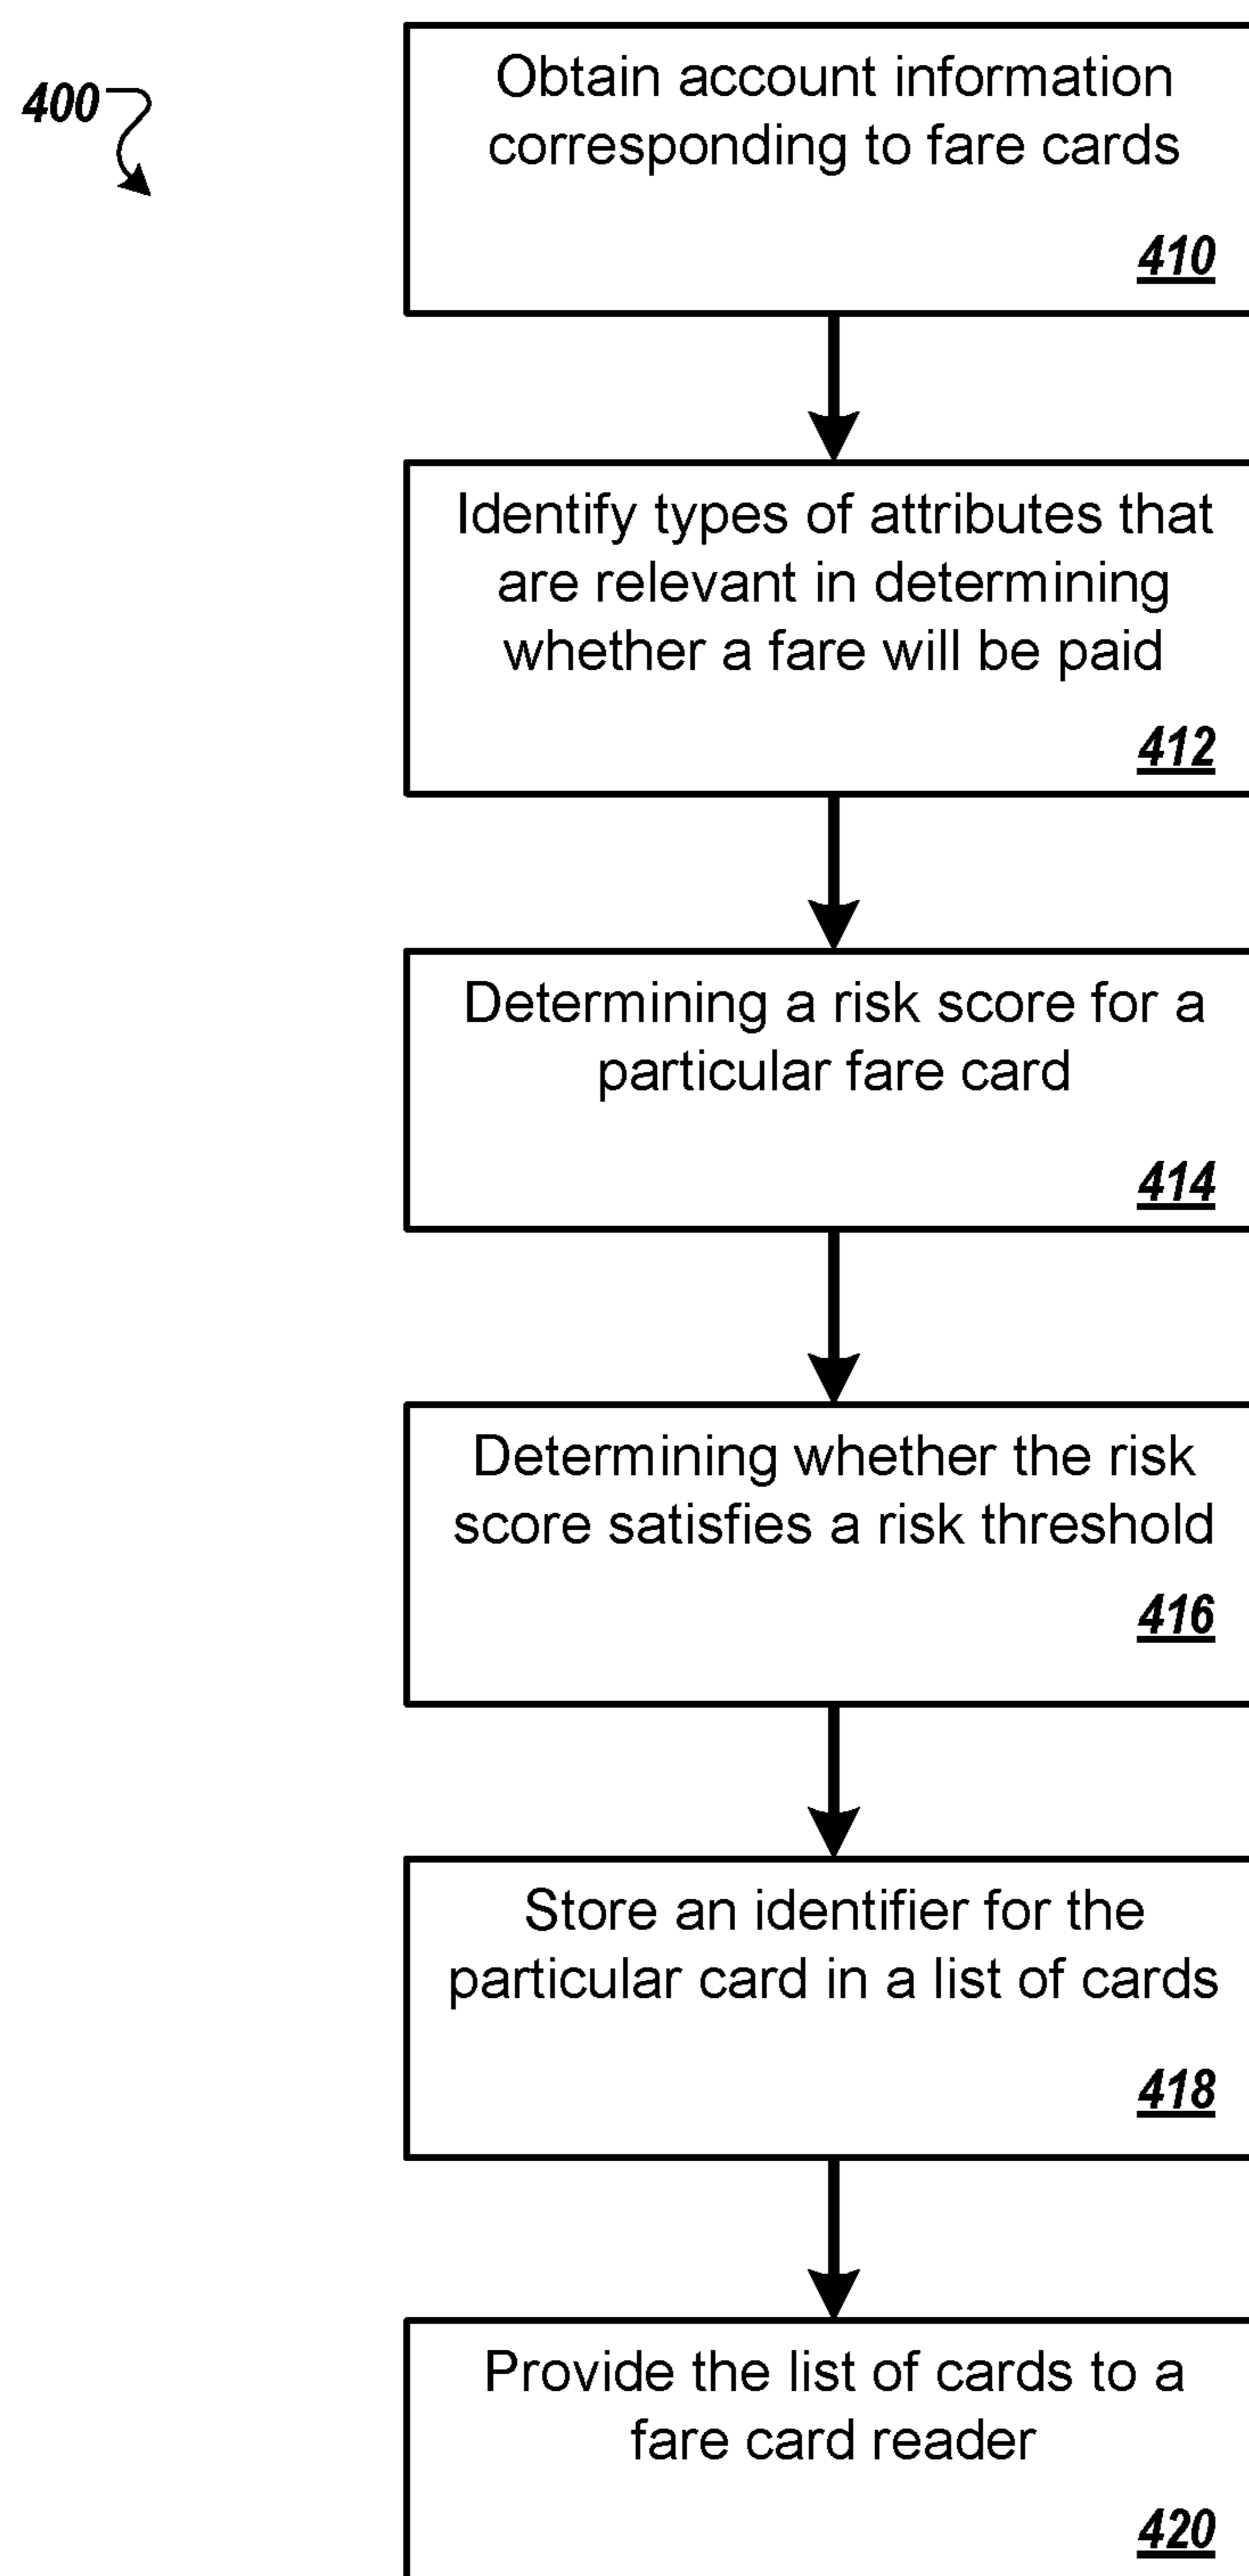 400
Obtain account information
corresponding to fare cards
410
Identify types of attributes that
are relevant in determining
whether a fare will be paid
412
Determining a risk score for a
particular fare card
414
Determining whether the risk
score satisfies a risk threshold
416
Store an identifier for the
particular card in a list of cards
418
Provide the list of cards to a
fare card reader
420